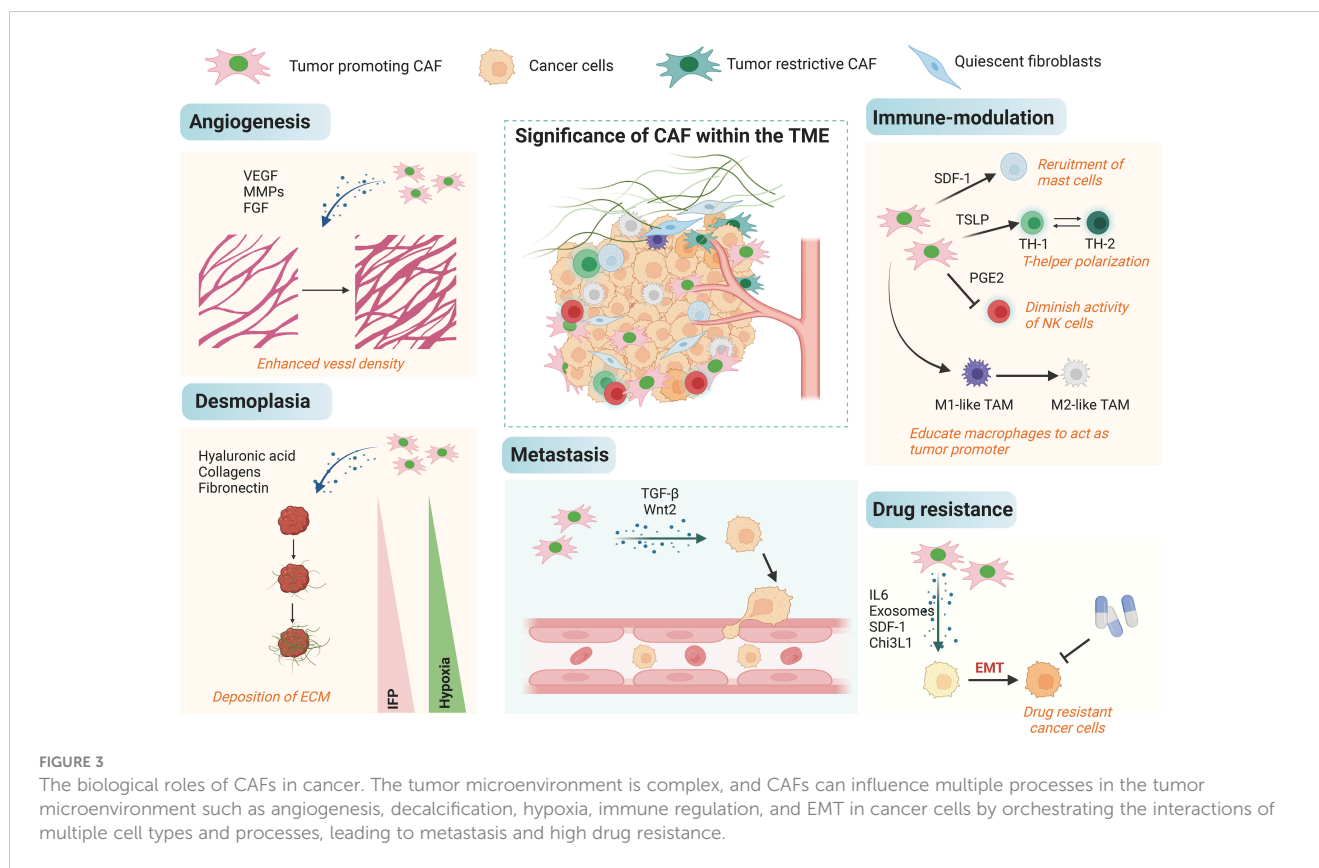 Tumor promoting CAF
Cancer cells
Tumor restrictive CAF
Quiescent fibroblasts
Angiogenesis
VEGF
MMPs
FGF
Enhanced vessl density
Desmoplasia
Hyaluronic acid
Collagens
Fibronectin
Deposition of ECM
IFP
Hypoxia
Significance of CAF within the TME
Metastasis
TGF-β
Wnt2
Immune-modulation
SDF-1
Reruitment of
mast cells
TSLP
TH-1
TH-2
T-helper polarization
PGE2
Diminish activity
of NK cells
M1-like TAM
M2-like TAM
Educate macrophages to act as
tumor promoter
Drug resistance
IL6
Exosomes
SDF-1
Chi3L1
EMT
Drug resistant
cancer cells
FIGURE 3
The biological roles of CAFs in cancer. The tumor microenvironment is complex, and CAFs can influence multiple processes in the tumor
microenvironment such as angiogenesis, decalcification, hypoxia, immune regulation, and EMT in cancer cells by orchestrating the interactions of
multiple cell types and processes, leading to metastasis and high drug resistance.